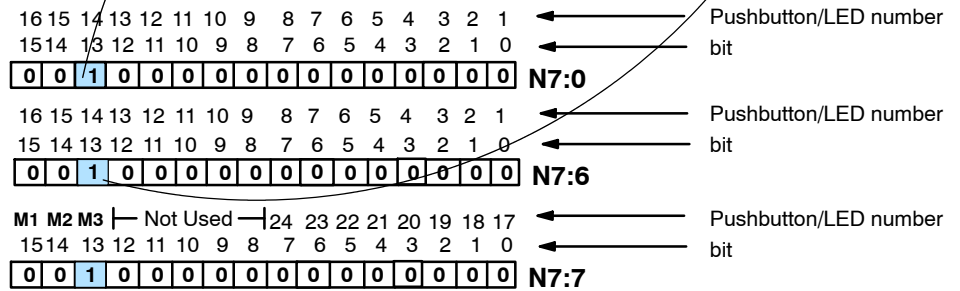 16 15 14 13 12 11 10 9 8 7 6 5 4 3 2 1 Pushbutton/LED number
15 14 13 12 11 10 9 8 7 6 5 4 3 2 1 0 bit
0 0 1 0 0 0 0 0 0 0 0 0 0 0 0 0 N7:0
16 15 14 13 12 11 10 9 8 7 6 5 4 3 2 1 Pushbutton/LED number
15 14 13 12 11 10 9 8 7 6 5 4 3 2 1 0 bit
0 0 1 0 0 0 0 0 0 0 0 0 0 0 0 0 N7:6
M1 M2 M3 Not Used 24 23 22 21 20 19 18 17 Pushbutton/LED number
15 14 13 12 11 10 9 8 7 6 5 4 3 2 1 0 bit
0 0 1 0 0 0 0 0 0 0 0 0 0 0 0 0 N7:7